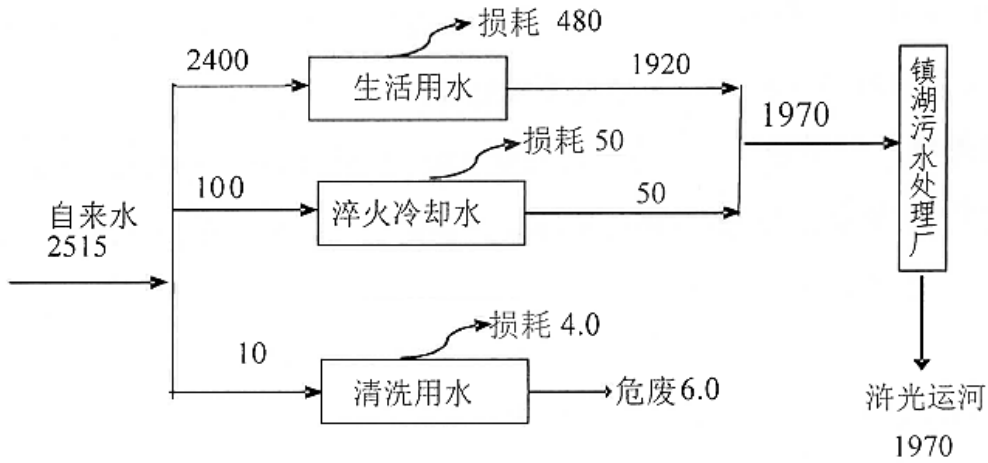 损耗 480
2400
生活用水
1920
损耗 50
1970
镇湖污水处理厂
100
淬火冷却水
50
自来水
2515
损耗 4.0
10
清洗用水
危废6.0
浒光运河
1970